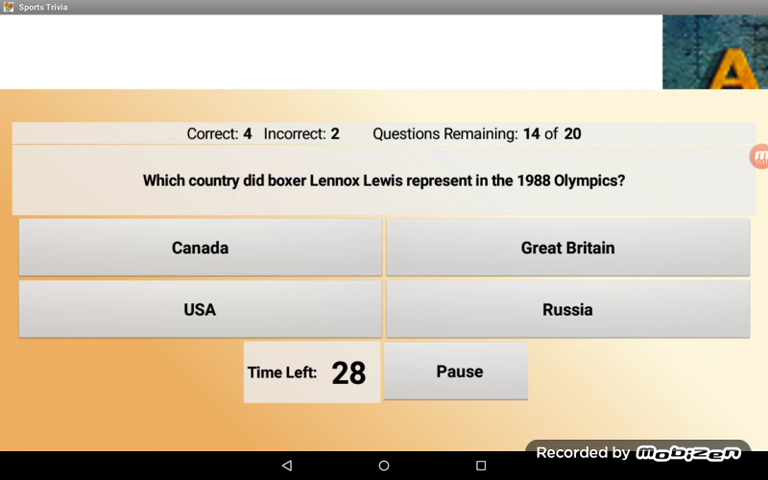 Sports Trivia
A
Correct: 4 Incorrect: 2 Questions Remaining: 14 of 20
Which country did boxer Lennox Lewis represent in the 1988 Olympics?
Canada
Great Britain
USA
Russia
Time Left: 28
Pause
Recorded by mobizen